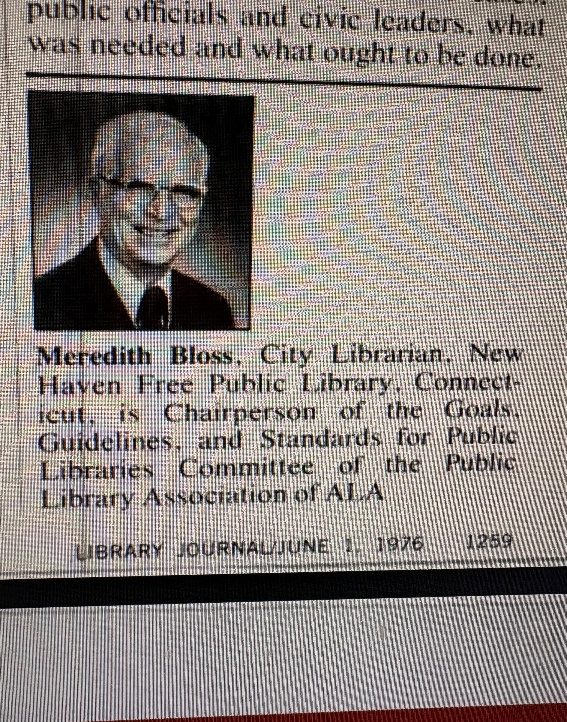 public officials and civic leaders, what
was needed and what ought to be done.
Meredith Bloss, City Librarian, New
Haven Free Public Library, Connect-
icut, is Chairperson of the Goals,
Guidelines, and Standards for Public
Libraries Committee of the Public
Library Association of ALA
LIBRARY JOURNAL/JUNE 1, 1976 1259